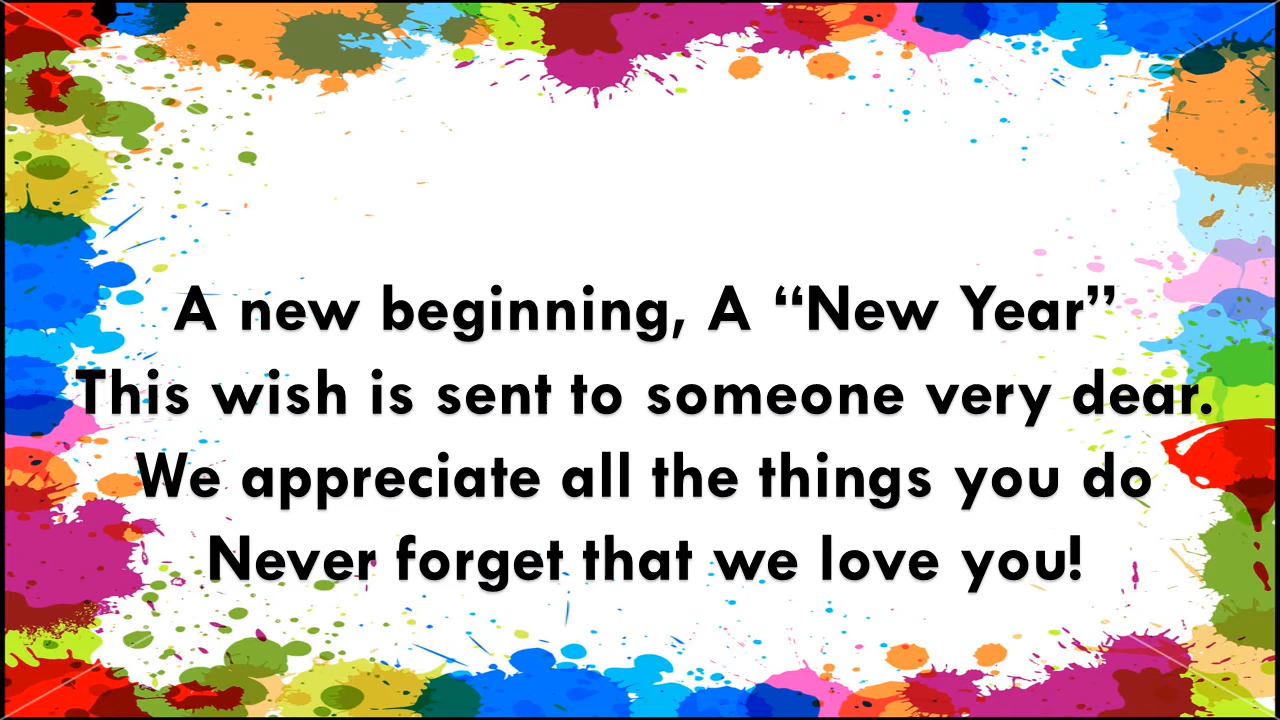 A new beginning, A “New Year”
This wish is sent to someone very dear.
We appreciate all the things you do
Never forget that we love you!